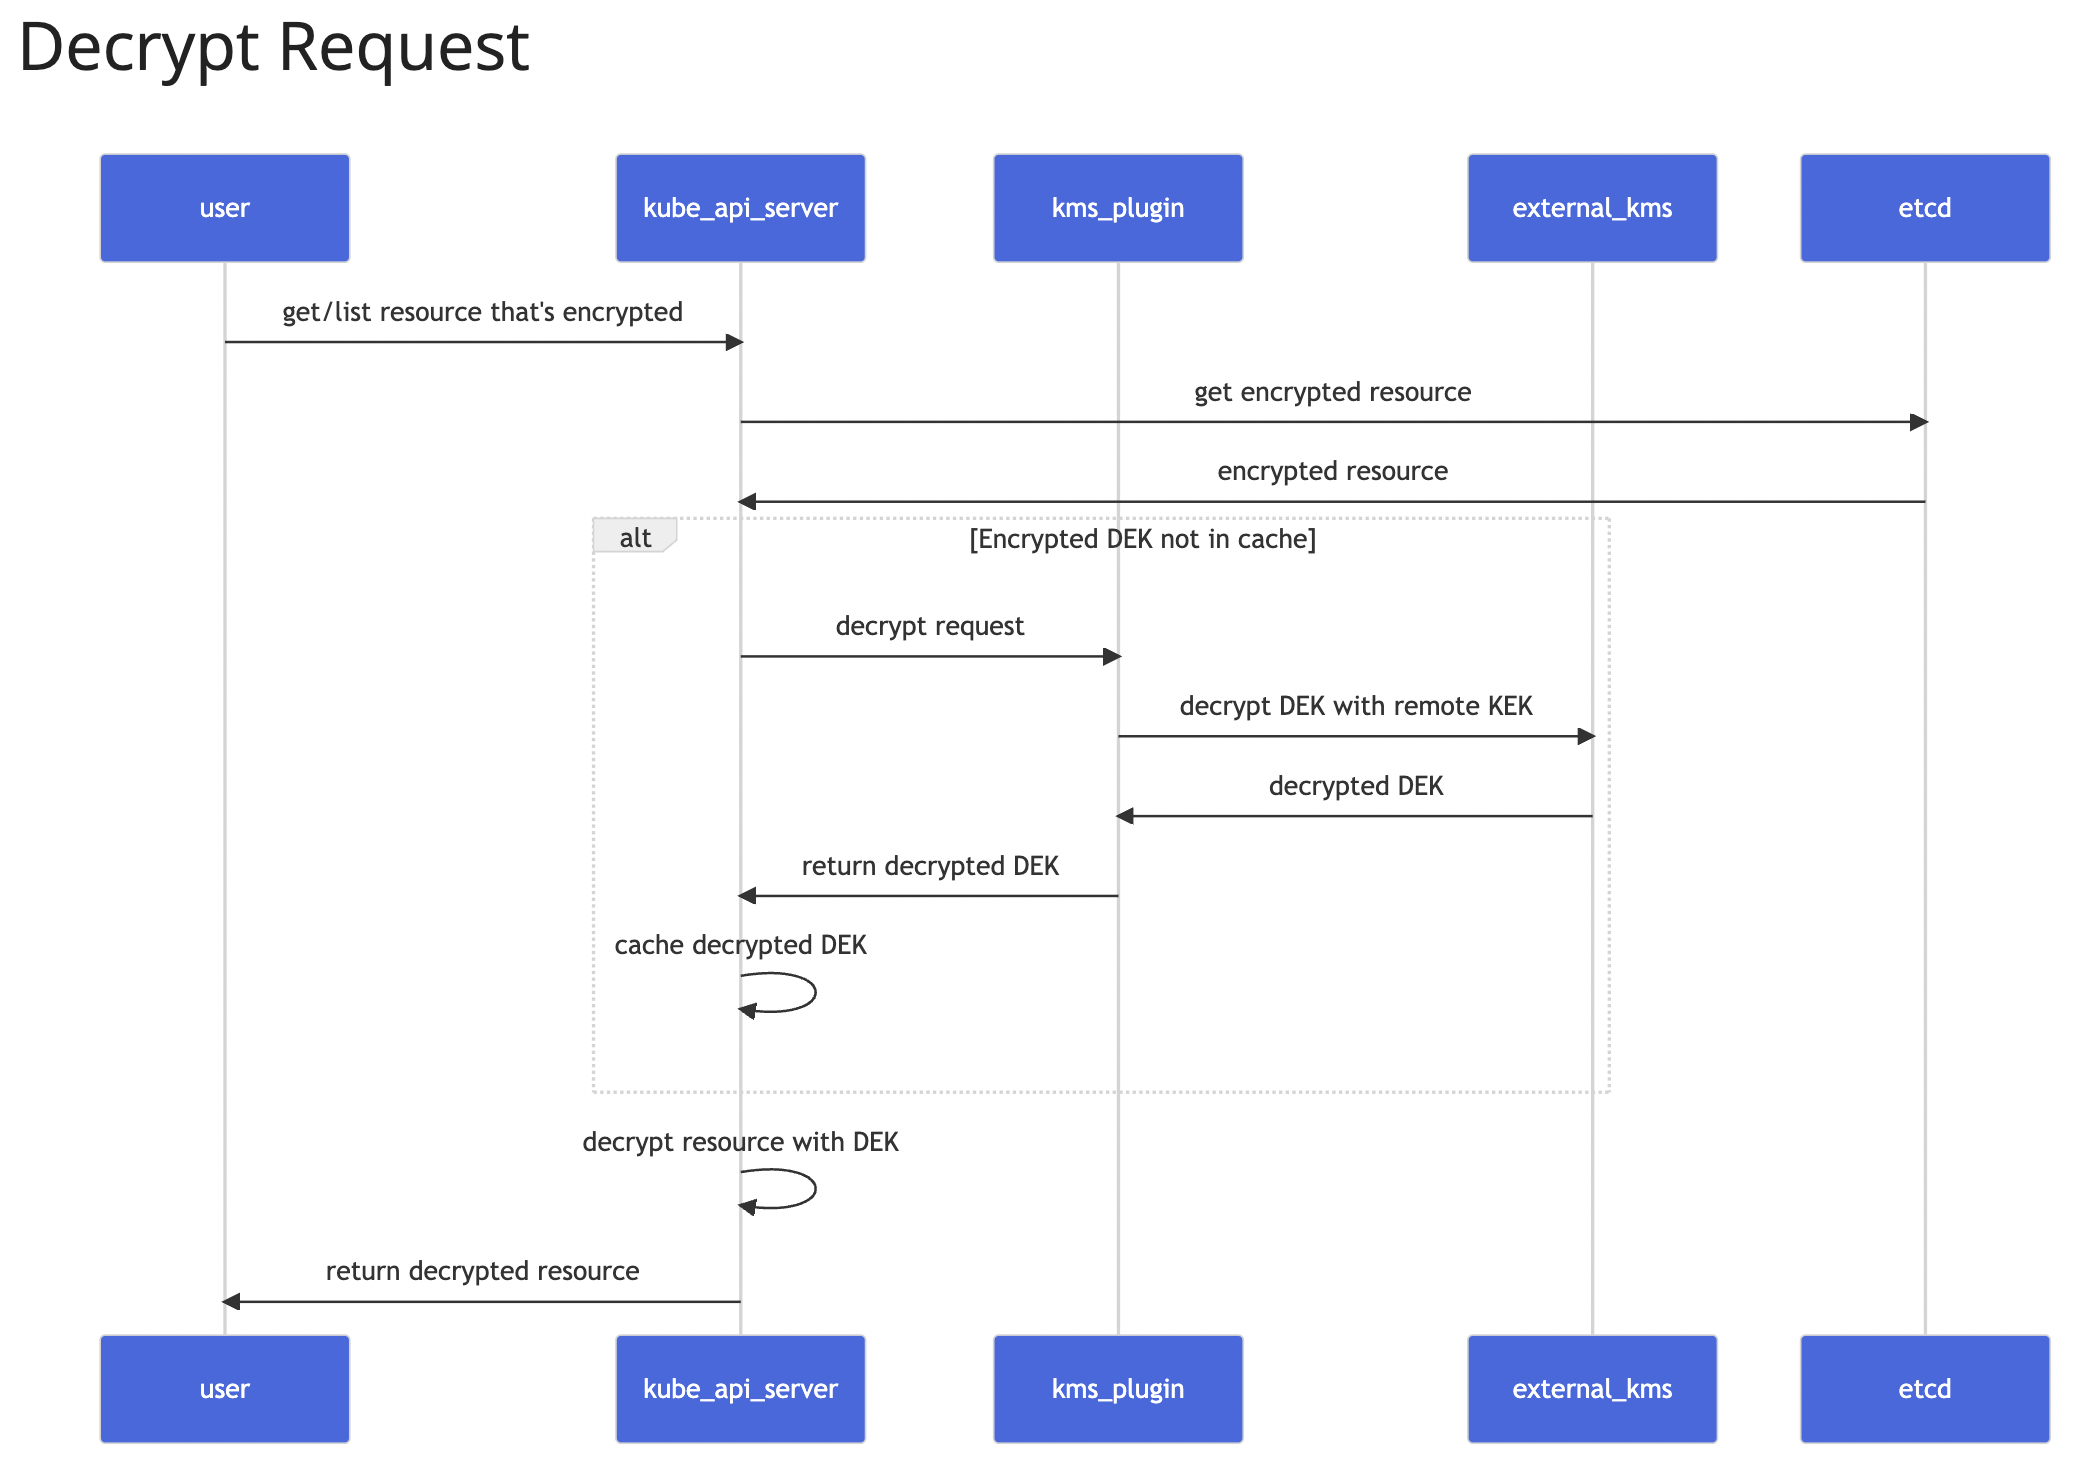 Decrypt Request
user
kube_api_server
kms_plugin
external_kms
etcd
get/list resource that's encrypted
get encrypted resource
encrypted resource
alt
[Encrypted DEK not in cache]
decrypt request
decrypt DEK with remote KEK
decrypted DEK
return decrypted DEK
cache decrypted DEK
decrypt resource with DEK
return decrypted resource
user
kube_api_server
kms_plugin
external_kms
etcd